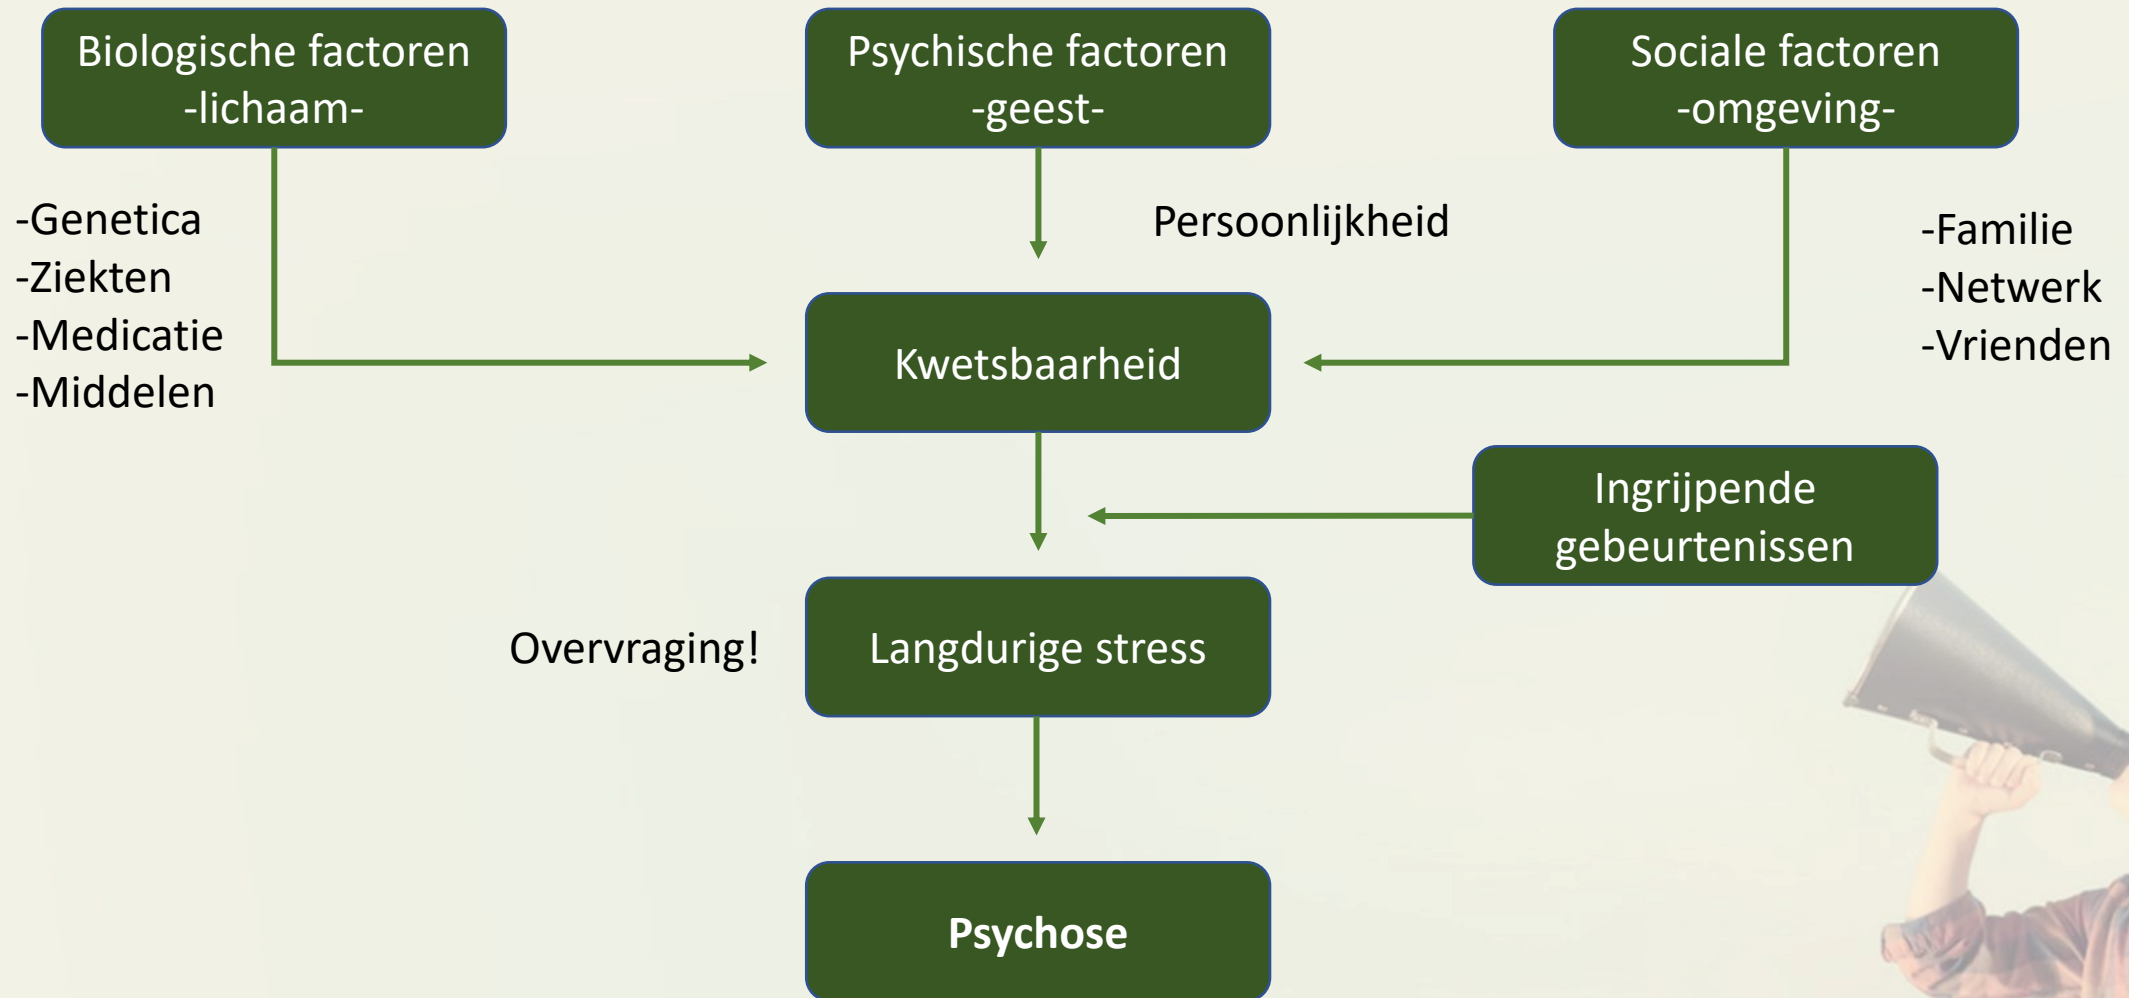 Biologische factoren
-lichaam-
Psychische factoren
-geest-
Sociale factoren
-omgeving-
-Genetica
-Ziekten
-Medicatie
-Middelen
Persoonlijkheid
-Familie
-Netwerk
-Vrienden
Kwetsbaarheid
Ingrijpende
gebeurtenissen
Overvraging!
Langdurige stress
Psychose